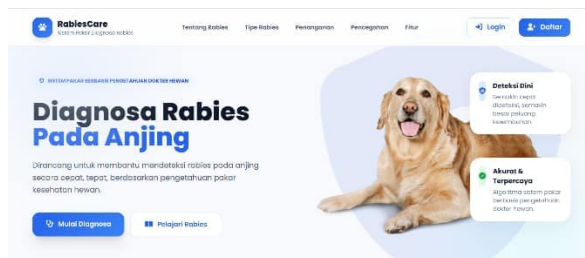 RabiesCare
Sistem Pakar Diagnosa Rabies
Tentang Rabies
Tipe Rabies
Penanganan
Pencegahan
Fitur
Login
Daftar
SISTEM PAKAR BERBASIS PENGETAHUAN DOKTER HEWAN
Diagnosa Rabies
Pada Anjing
Dirancang untuk membantu mendeteksi rabies pada anjing
secara cepat, tepat, berdasarkan pengetahuan pakar
kesehatan hewan.
Mulai Diagnosa
Pelajari Rabies
Deteksi Dini
Semakin cepat
dideteksi, semakin
besar peluang
kesembuhan.
Akurat &
Terpercaya
Algoritma sistem pakar
berbasis pengetahuan
dokter hewan.